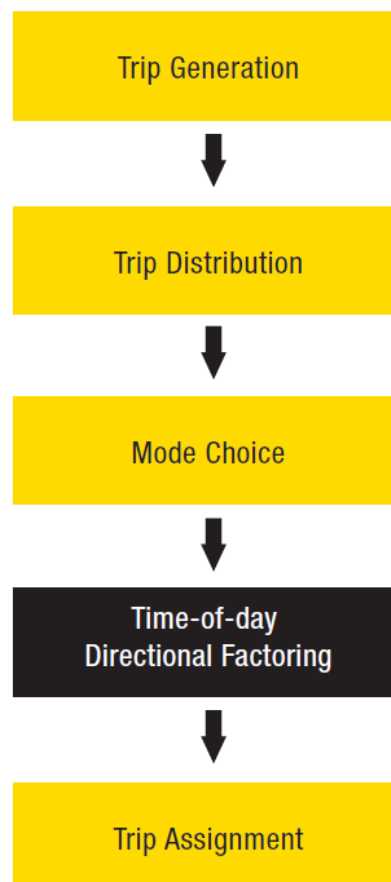 Trip Generation
Trip Distribution
Mode Choice
Time-of-day
Directional Factoring
Trip Assignment